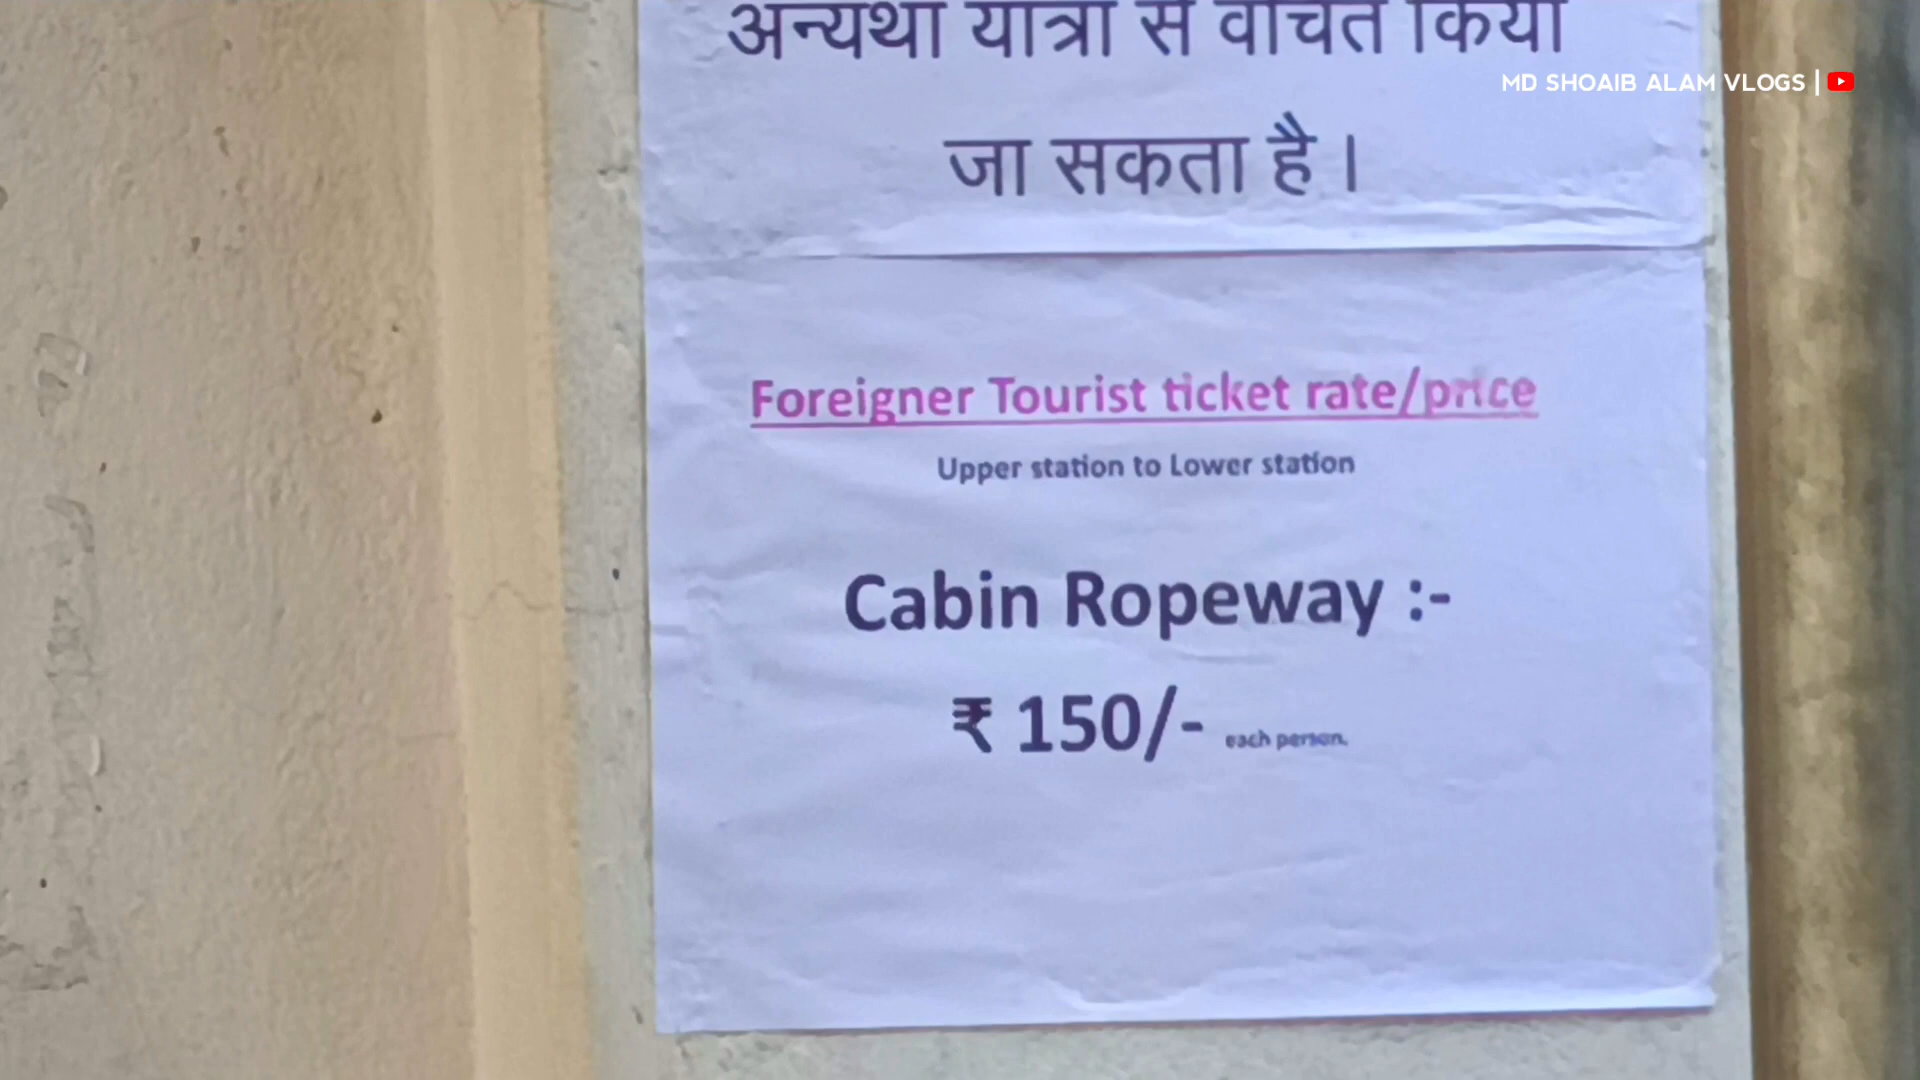 अन्यथा यात्रा से वंचित किया
MD SHOAIB ALAM VLOGS |
जा सकता है ।
Foreigner Tourist ticket rate/price
Upper station to Lower station
Cabin Ropeway :-
₹ 150/- each person.